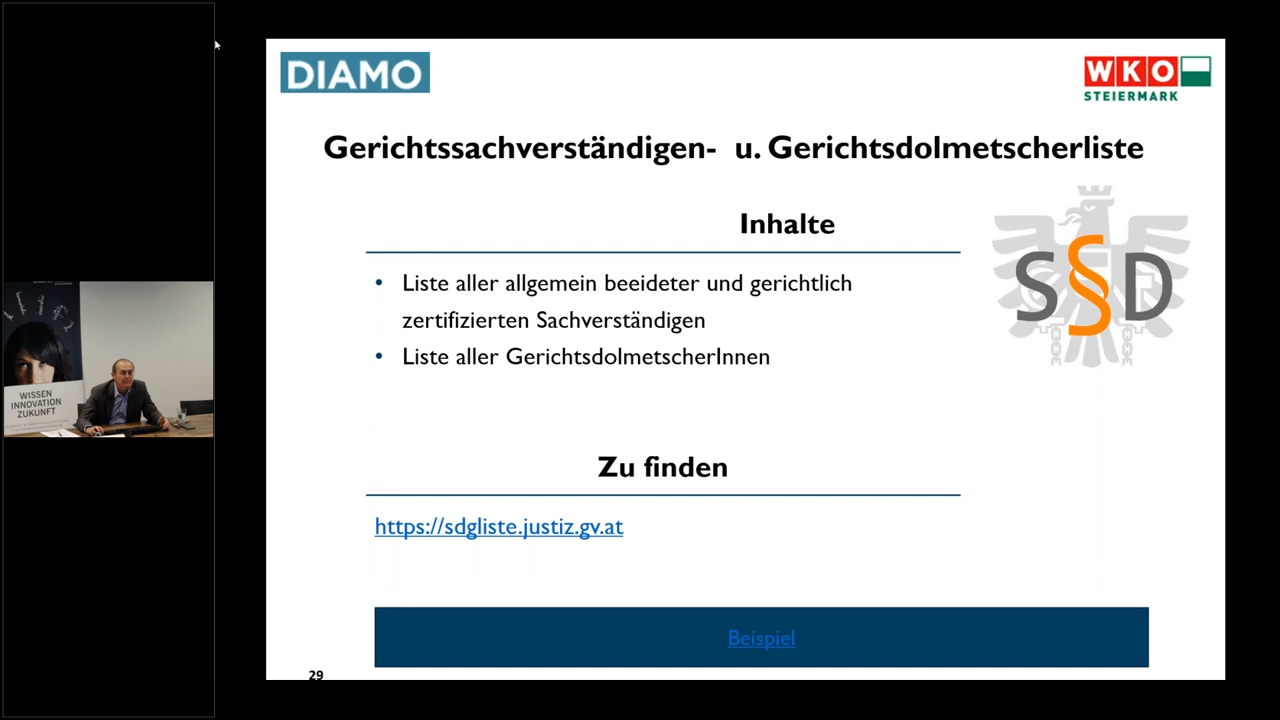 DIAMO
WKO
STEIERMARK
Gerichtssachverständigen- u. Gerichtsdolmetscherliste
Inhalte
• Liste aller allgemein beeideter und gerichtlich
zertifizierten Sachverständigen
• Liste aller GerichtsdolmetscherInnen
S§D
WISSEN
INNOVATION
ZUKUNFT
Zu finden
https://sdgliste.justiz.gv.at
Beispiel
29